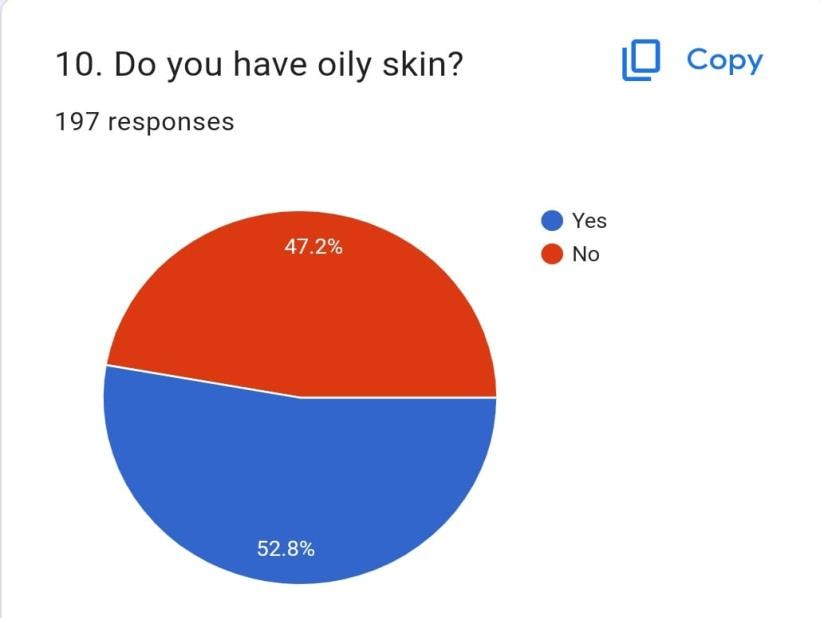 10. Do you have oily skin?
Copy
197 responses
47.2%
Yes
No
52.8%